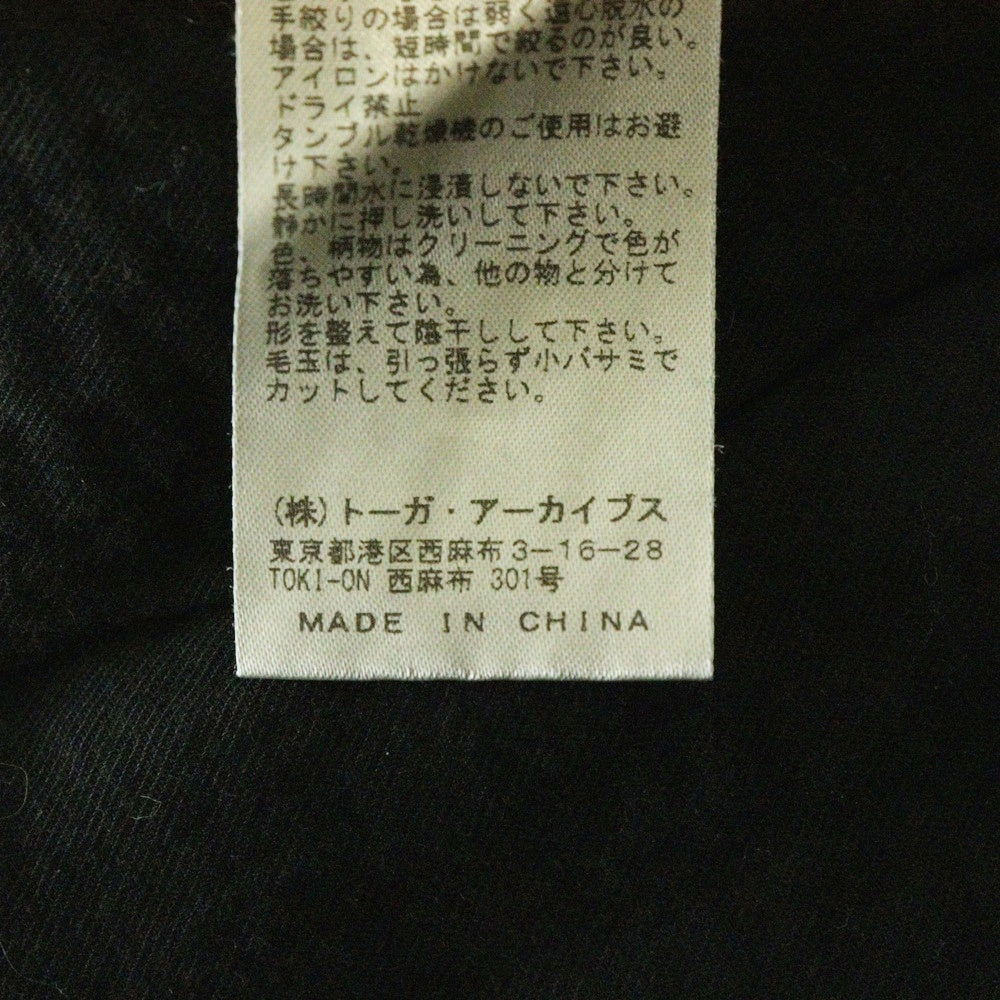 手絞りの場合は弱く遠心脱水の
場合は、短時間で絞るのが良い。
アイロンはかけないで下さい。
ドライ禁止
タンブル乾燥機のご使用はお避
け下さい。
長時間水に浸漬しないで下さい。
静かに押し洗いして下さい。
色、柄物はクリーニングで色が
落ちやすい為、他の物と分けて
お洗い下さい。
形を整えて陰干しして下さい。
毛玉は、引っ張らず小バサミで
カットしてください。
(株)トーガ・アーカイブス
東京都港区西麻布3-16-28
TOKI-ON 西麻布 301号
MADE IN CHINA